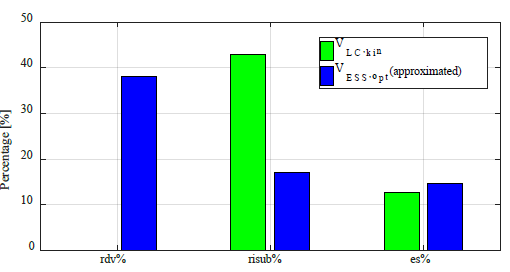 50
V LC-kin
V ESS-opt (approximated)
40
30
20
10
0
Percentage [%]
rdv% risub% es%